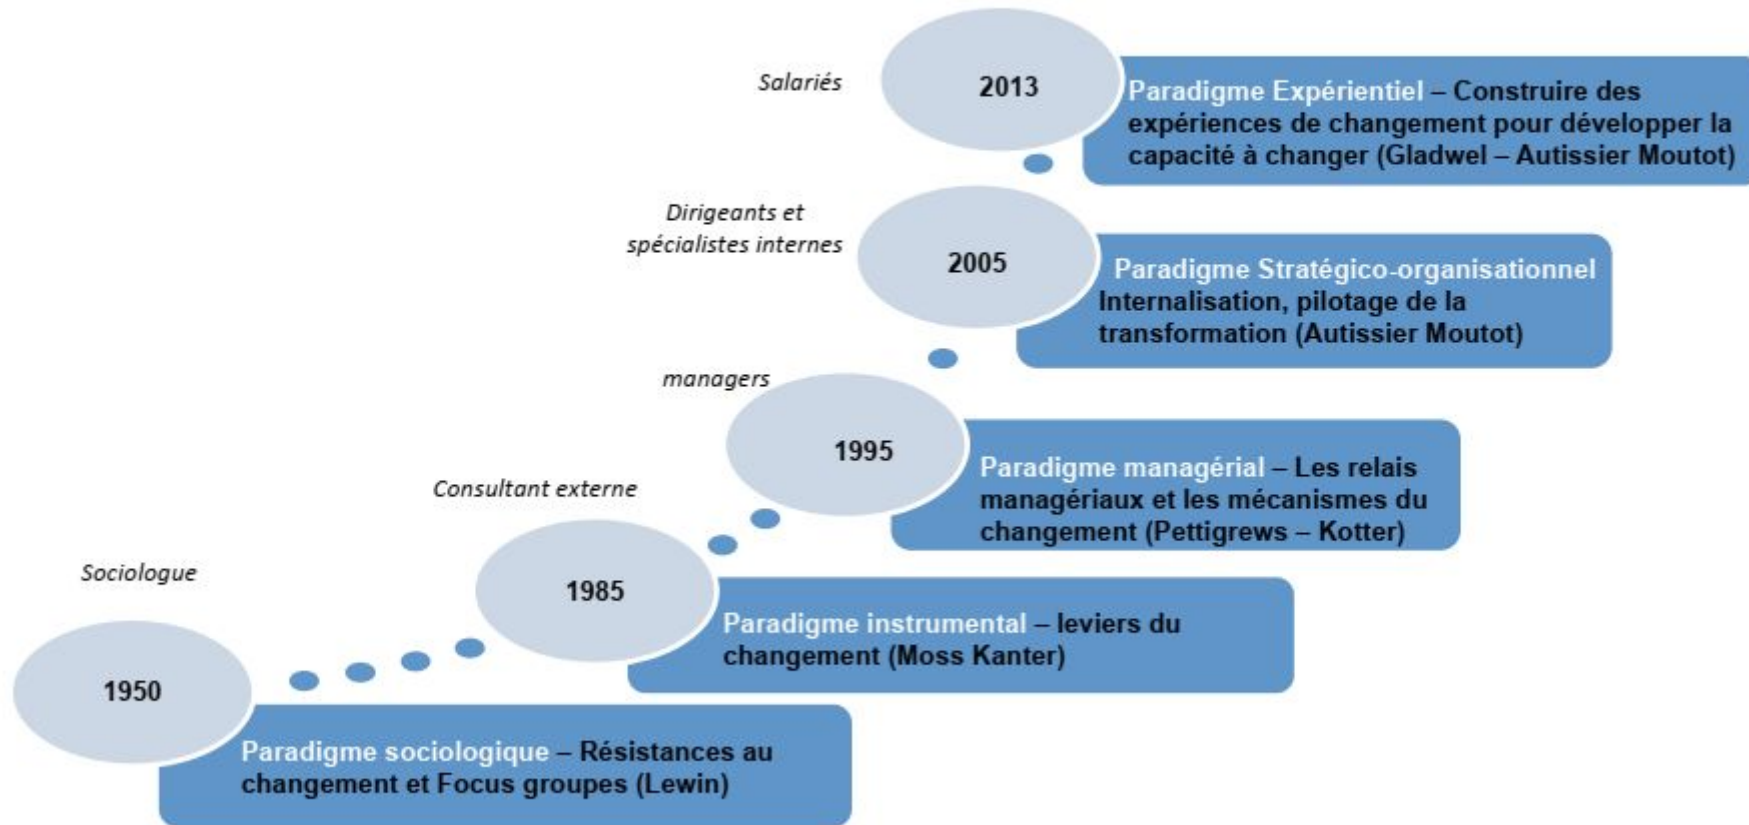 Salariés
2013
Paradigme Expérientiel – Construire des
expériences de changement pour développer la
capacité à changer (Gladwel – Autissier Moutot)
Dirigeants et
spécialistes internes
2005
Paradigme Stratégico-organisationnel
Internalisation, pilotage de la
transformation (Autissier Moutot)
managers
1995
Paradigme managérial – Les relais
managériaux et les mécanismes du
changement (Pettigrews – Kotter)
Consultant externe
1985
Paradigme instrumental – leviers du
changement (Moss Kanter)
Sociologue
1950
Paradigme sociologique – Résistances au
changement et Focus groupes (Lewin)